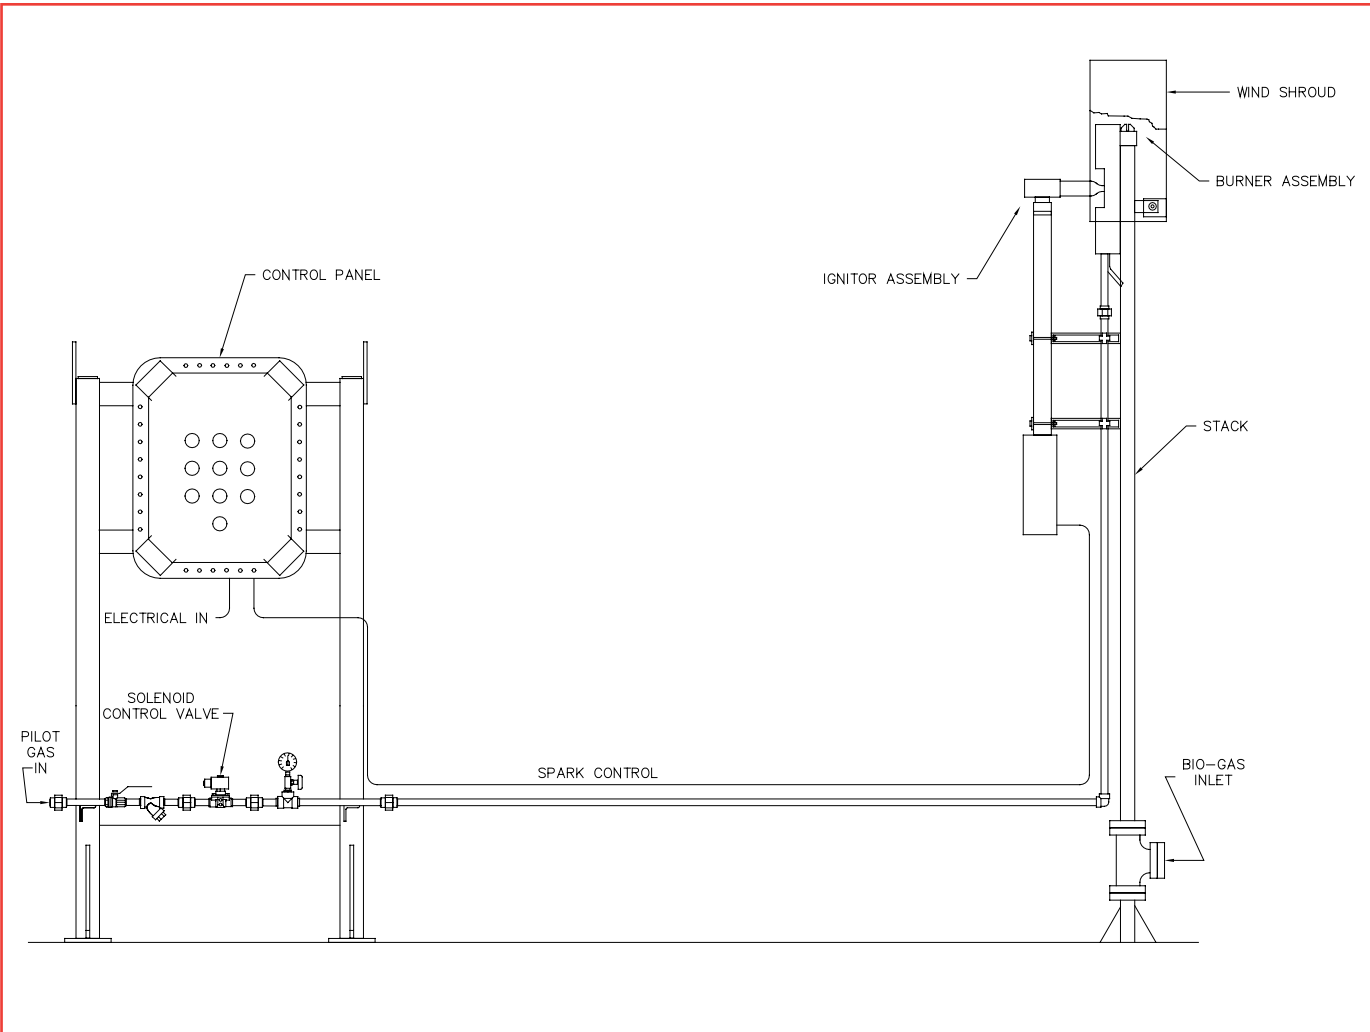 WIND SHROUD
BURNER ASSEMBLY
IGNITOR ASSEMBLY
CONTROL PANEL
STACK
ELECTRICAL IN
SOLENOID
CONTROL VALVE
PILOT
GAS
IN
SPARK CONTROL
BIO-GAS
INLET